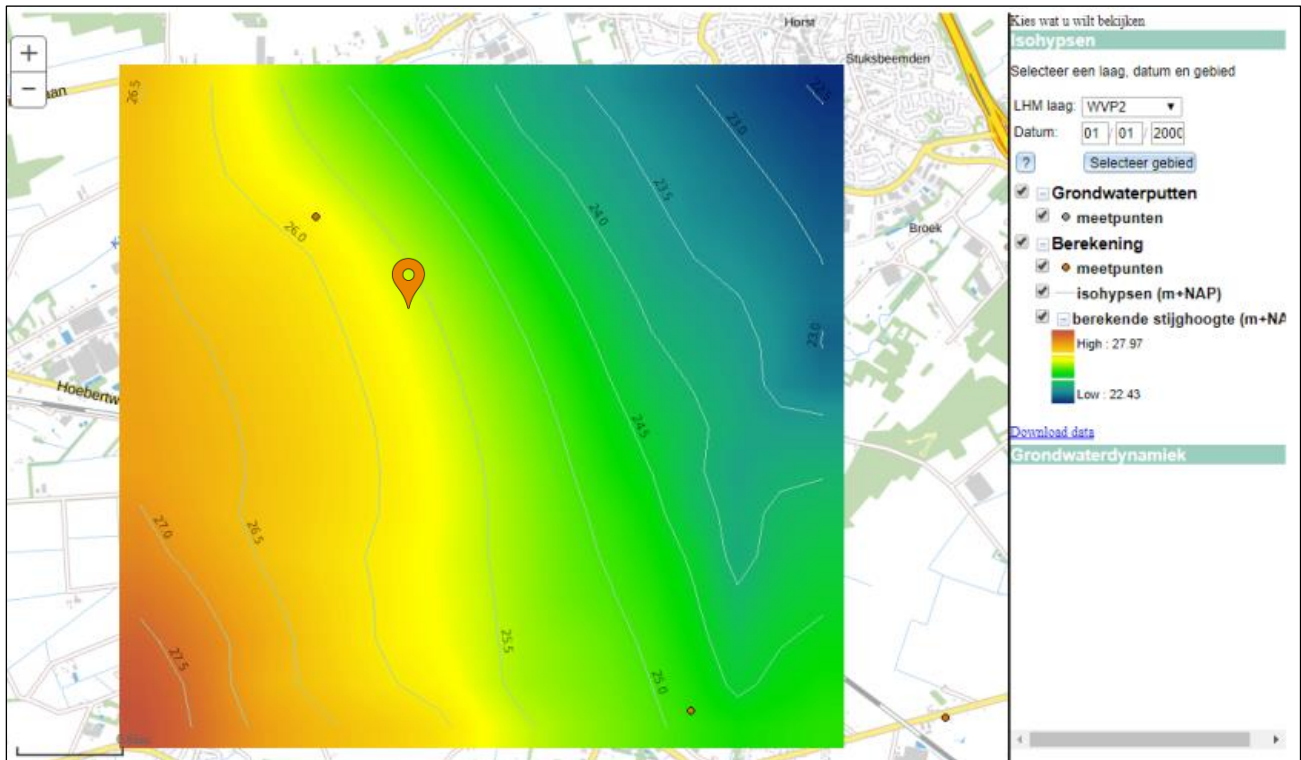 Horst
Stuksbeemden
Broek
Hoebertw
aan
+
−
26.5
26.0
22.5
23.0
23.5
24.0
23.0
24.5
27.0
26.5
27.5
25.5
25.0
Kies wat u wilt bekijken
Isohypsen
Selecteer een laag, datum en gebied
LHM laag: WVP2
Datum: 01 / 01 / 2000
? Selecteer gebied
Grondwaterputten
meetpunten
Berekening
meetpunten
isohypsen (m+NAP)
berekende stijghoogte (m+NA
High : 27.97
Low : 22.43
Download data
Grondwaterdynamiek